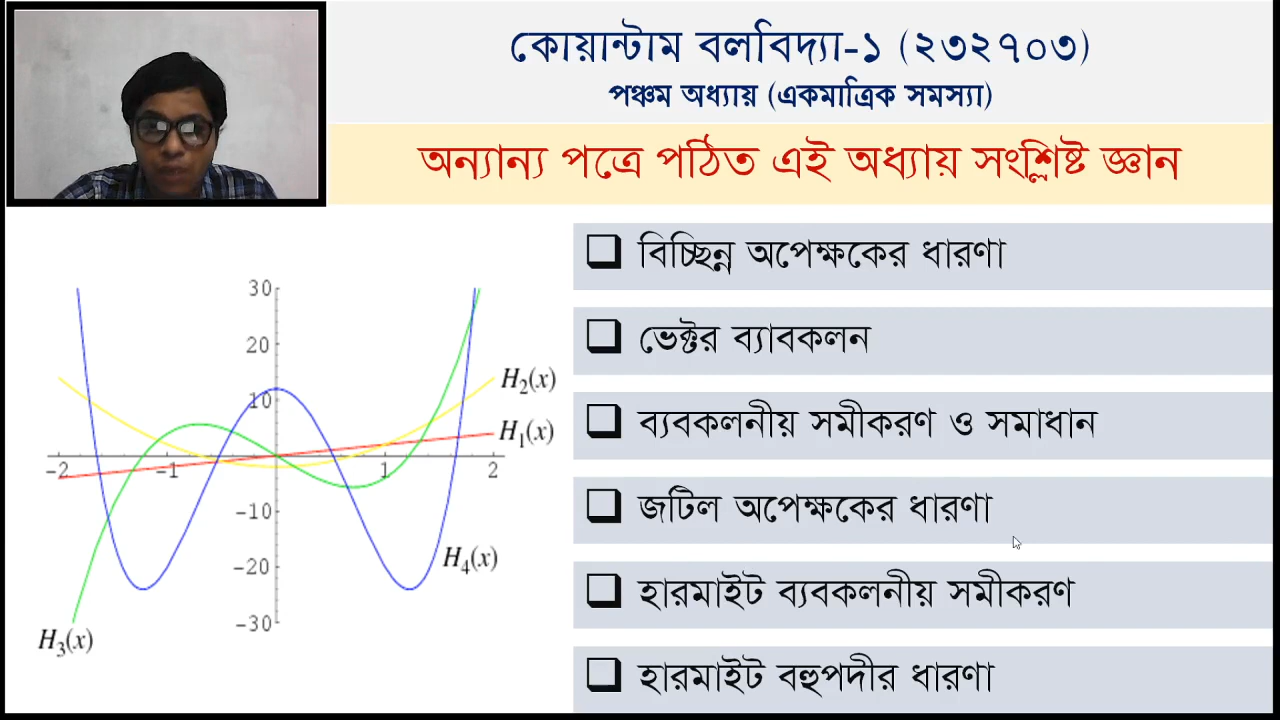 কোয়ান্টাম বলবিদ্যা-১ (২৩২৭০৩)
পঞ্চম অধ্যায় (একমাত্রিক সমস্যা)
অন্যান্য পত্রে পঠিত এই অধ্যায় সংশ্লিষ্ট জ্ঞান
বিচ্ছিন্ন অপেক্ষকের ধারণা
ভেক্টর ব্যাবকলন
ব্যবকলনীয় সমীকরণ ও সমাধান
জটিল অপেক্ষকের ধারণা
হারমাইট ব্যবকলনীয় সমীকরণ
হারমাইট বহুপদীর ধারণা
30
20
10
H₂(x)
H₁(x)
-2 -1 1 2
-10
-20
H₄(x)
-30
H₃(x)